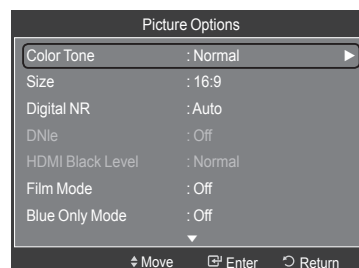 Picture Options
Color Tone : Normal ►
Size : 16:9
Digital NR : Auto
DNIe : Off
HDMI Black Level : Normal
Film Mode : Off
Blue Only Mode : Off
▼
Move Enter Return